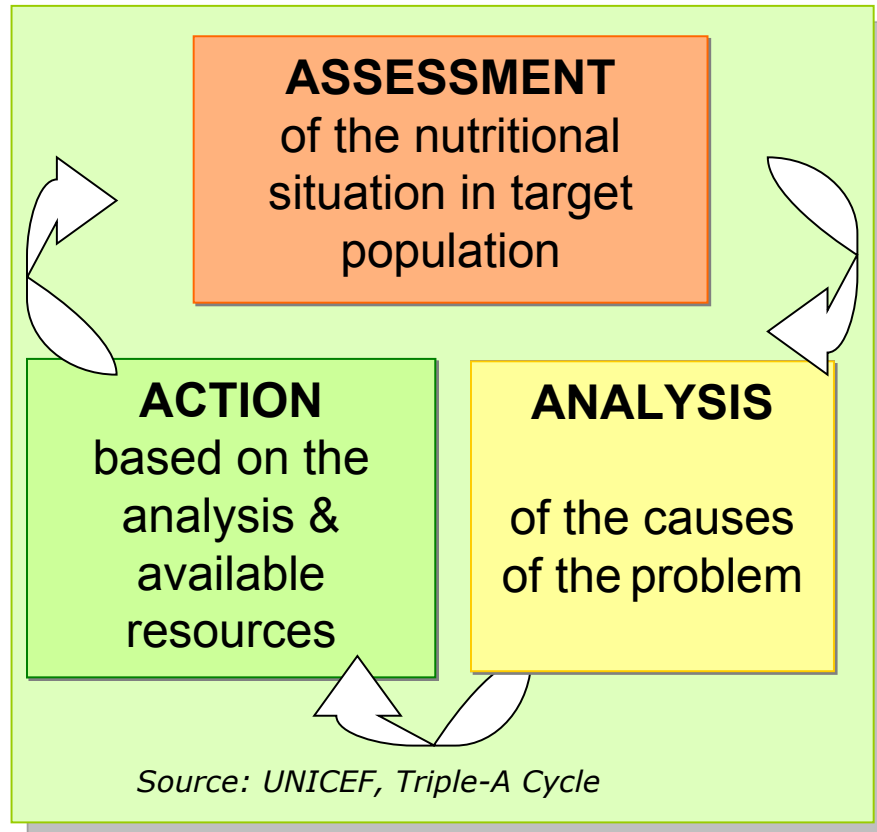 ASSESSMENT
of the nutritional
situation in target
population
ACTION
based on the
analysis &
available
resources
ANALYSIS
of the causes
of the problem
Source: UNICEF, Triple-A Cycle